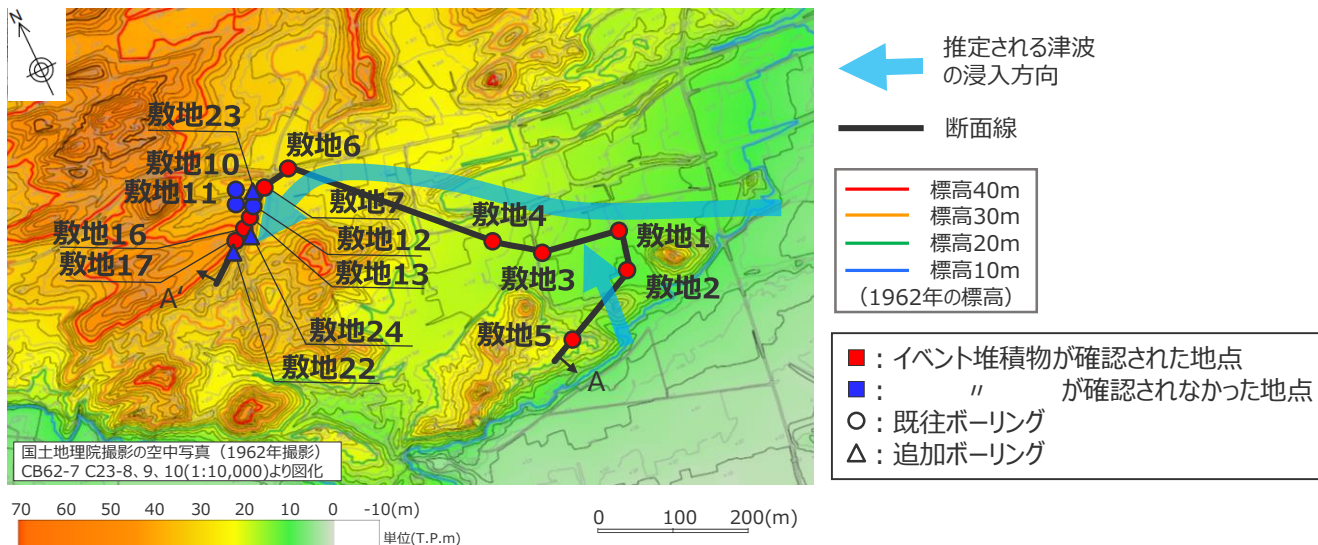 N
敷地23
敷地10
敷地11
敷地6
敷地7
敷地4
敷地1
敷地16
敷地12
敷地17
敷地13
敷地3
敷地2
A'
敷地24
敷地5
敷地22
A
国土地理院撮影の空中写真（1962年撮影）
CB62-7 C23-8、9、10(1:10,000)より図化
70 60 50 40 30 20 10 0 -10(m)
単位(T.P.m)
0 100 200(m)
推定される津波
の浸入方向
断面線
標高40m
標高30m
標高20m
標高10m
（1962年の標高）
■：イベント堆積物が確認された地点
■：　〃　が確認されなかった地点
○：既往ボーリング
△：追加ボーリング